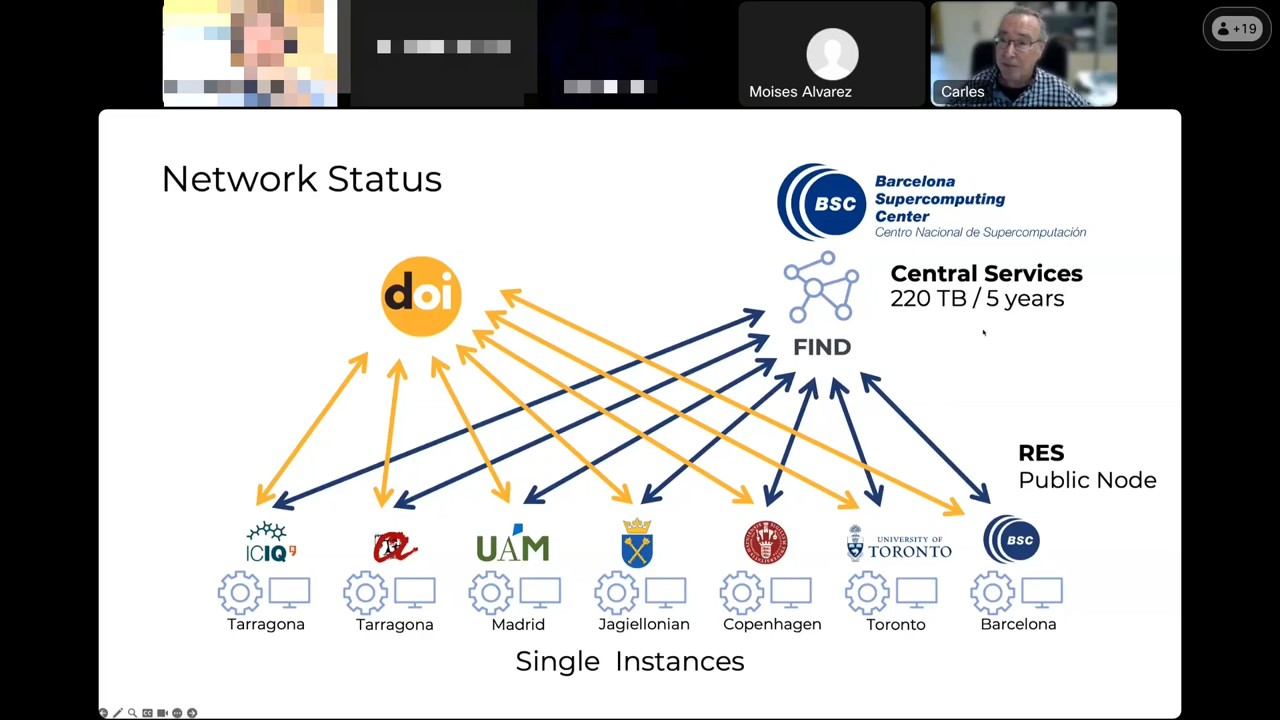 +19
Moises Alvarez
Carles
Network Status
BSC
Barcelona
Supercomputing
Center
Centro Nacional de Supercomputación
doi
Central Services
220 TB / 5 years
FIND
RES
Public Node
ICIQ
UAM
UNIVERSITY OF
TORONTO
BSC
Tarragona
Tarragona
Madrid
Jagiellonian
Copenhagen
Toronto
Barcelona
Single Instances